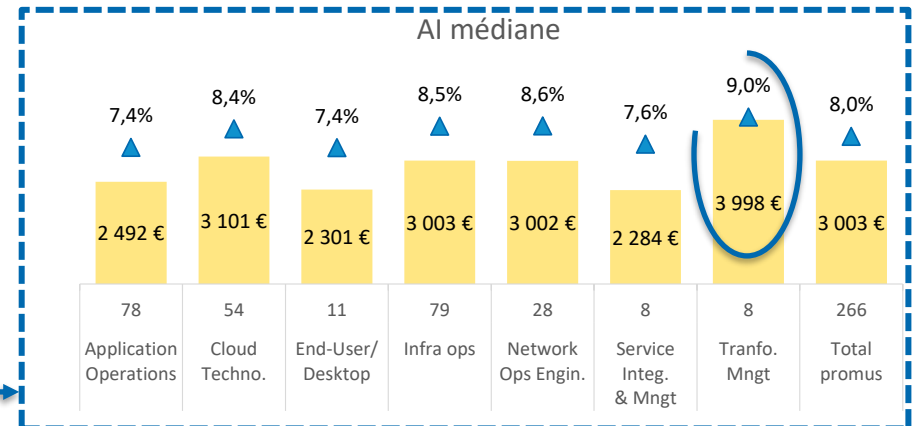 AI médiane
7,4% 8,4% 7,4% 8,5% 8,6% 7,6% 9,0% 8,0%
2 492 € 3 101 € 2 301 € 3 003 € 3 002 € 2 284 € 3 998 € 3 003 €
78 54 11 79 28 8 8 266
Application Cloud End-User/ Infra ops Network Service Tranfo. Total
Operations Techno. Desktop Ops Engin. Integ. Mngt promus
& Mngt